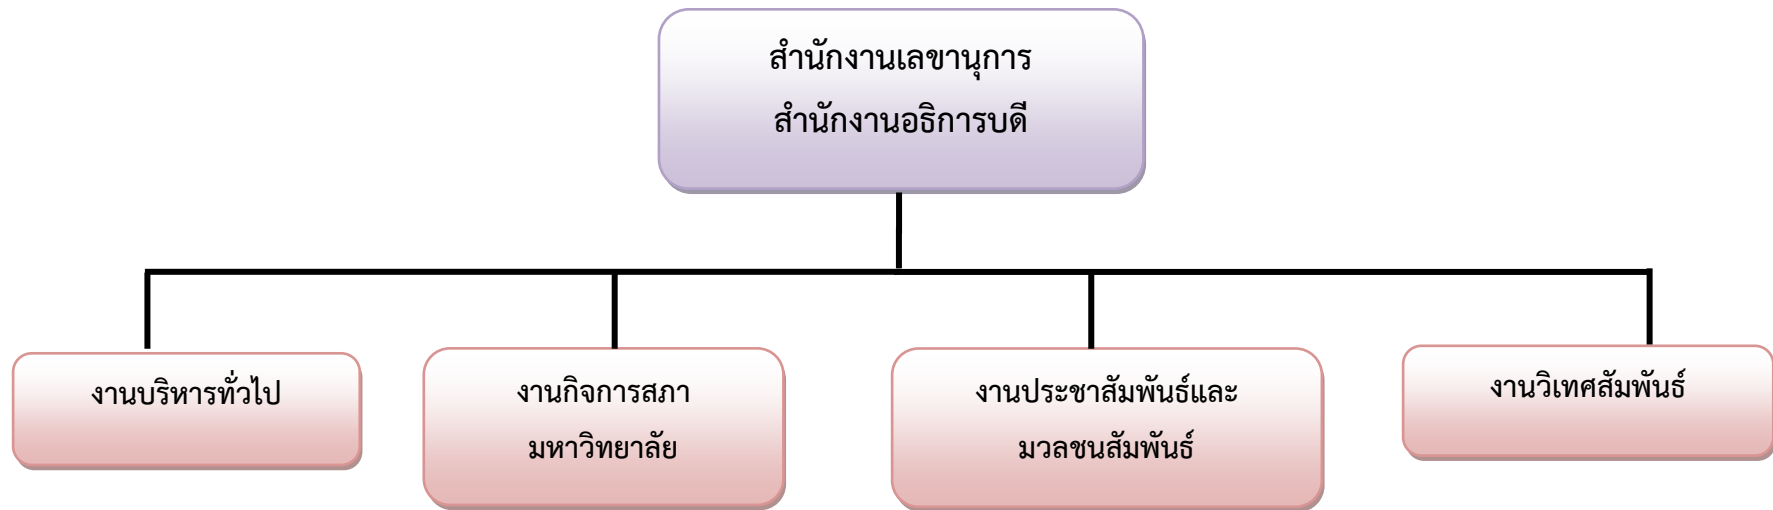 สำนักงานเลขานุการ
สำนักงานอธิการบดี
งานบริหารทั่วไป
งานกิจการสภา
มหาวิทยาลัย
งานประชาสัมพันธ์และ
มวลชนสัมพันธ์
งานวิเทศสัมพันธ์